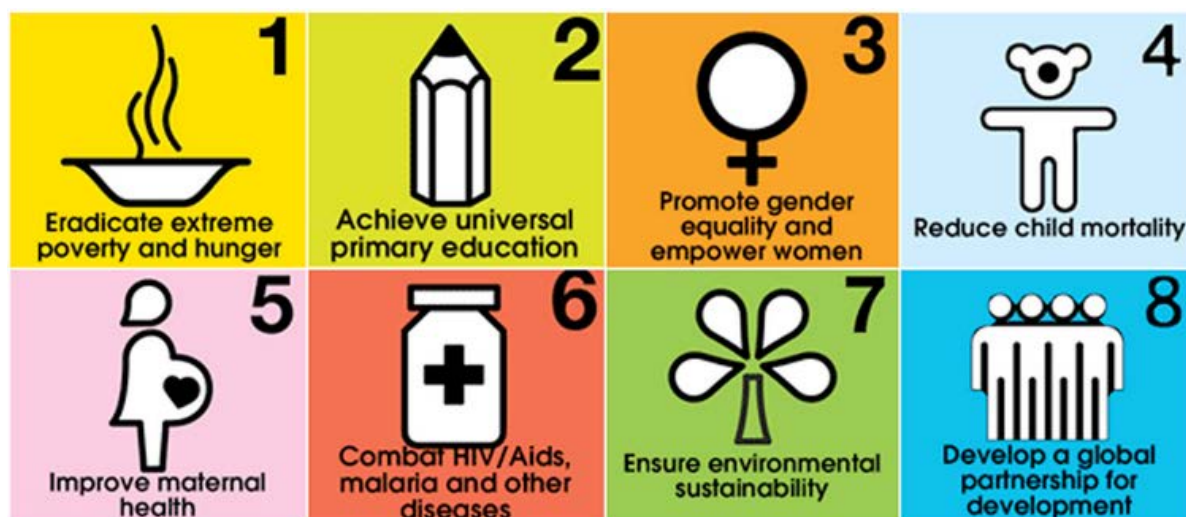 1
Eradicate extreme
poverty and hunger
2
Achieve universal
primary education
3
Promote gender
equality and
empower women
4
Reduce child mortality
5
Improve maternal
health
6
Combat HIV/Aids,
malaria and other
diseases
7
Ensure environmental
sustainability
8
Develop a global
partnership for
development